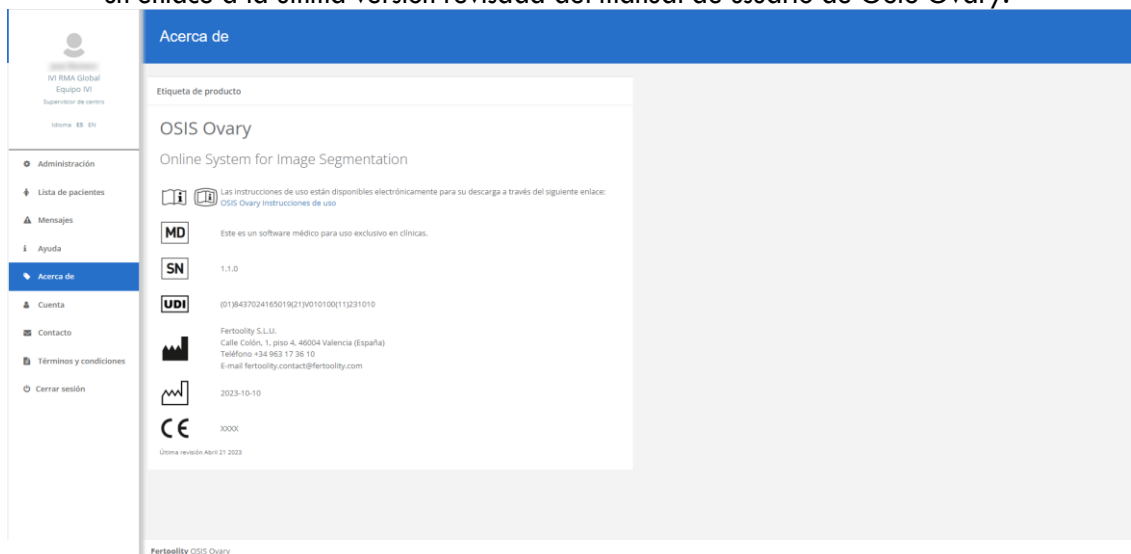 un enlace a la última versión revisada del manual de usuario de Osis Ovary.
Acerca de
IVI RMA Global
Equipo IVI
Supervisor de centro
Idioma ES EN
Administración
Lista de pacientes
Mensajes
Ayuda
Acerca de
Cuenta
Contacto
Términos y condiciones
Cerrar sesión
Etiqueta de producto
OSIS Ovary
Online System for Image Segmentation
Las instrucciones de uso están disponibles electrónicamente para su descarga a través del siguiente enlace:
OSIS Ovary Instrucciones de uso
MD Este es un software médico para uso exclusivo en clínicas.
SN 1.1.0
UDI (01)8437024165019(21)V010100(11)231010
Fertoolity S.L.U.
Calle Colón, 1, piso 4, 46004 Valencia (España)
Teléfono +34 963 17 36 10
E-mail fertoolity.contact@fertoolity.com
2023-10-10
CE XXXX
Última revisión Abril 21 2023
Fertoolity OSIS Ovary